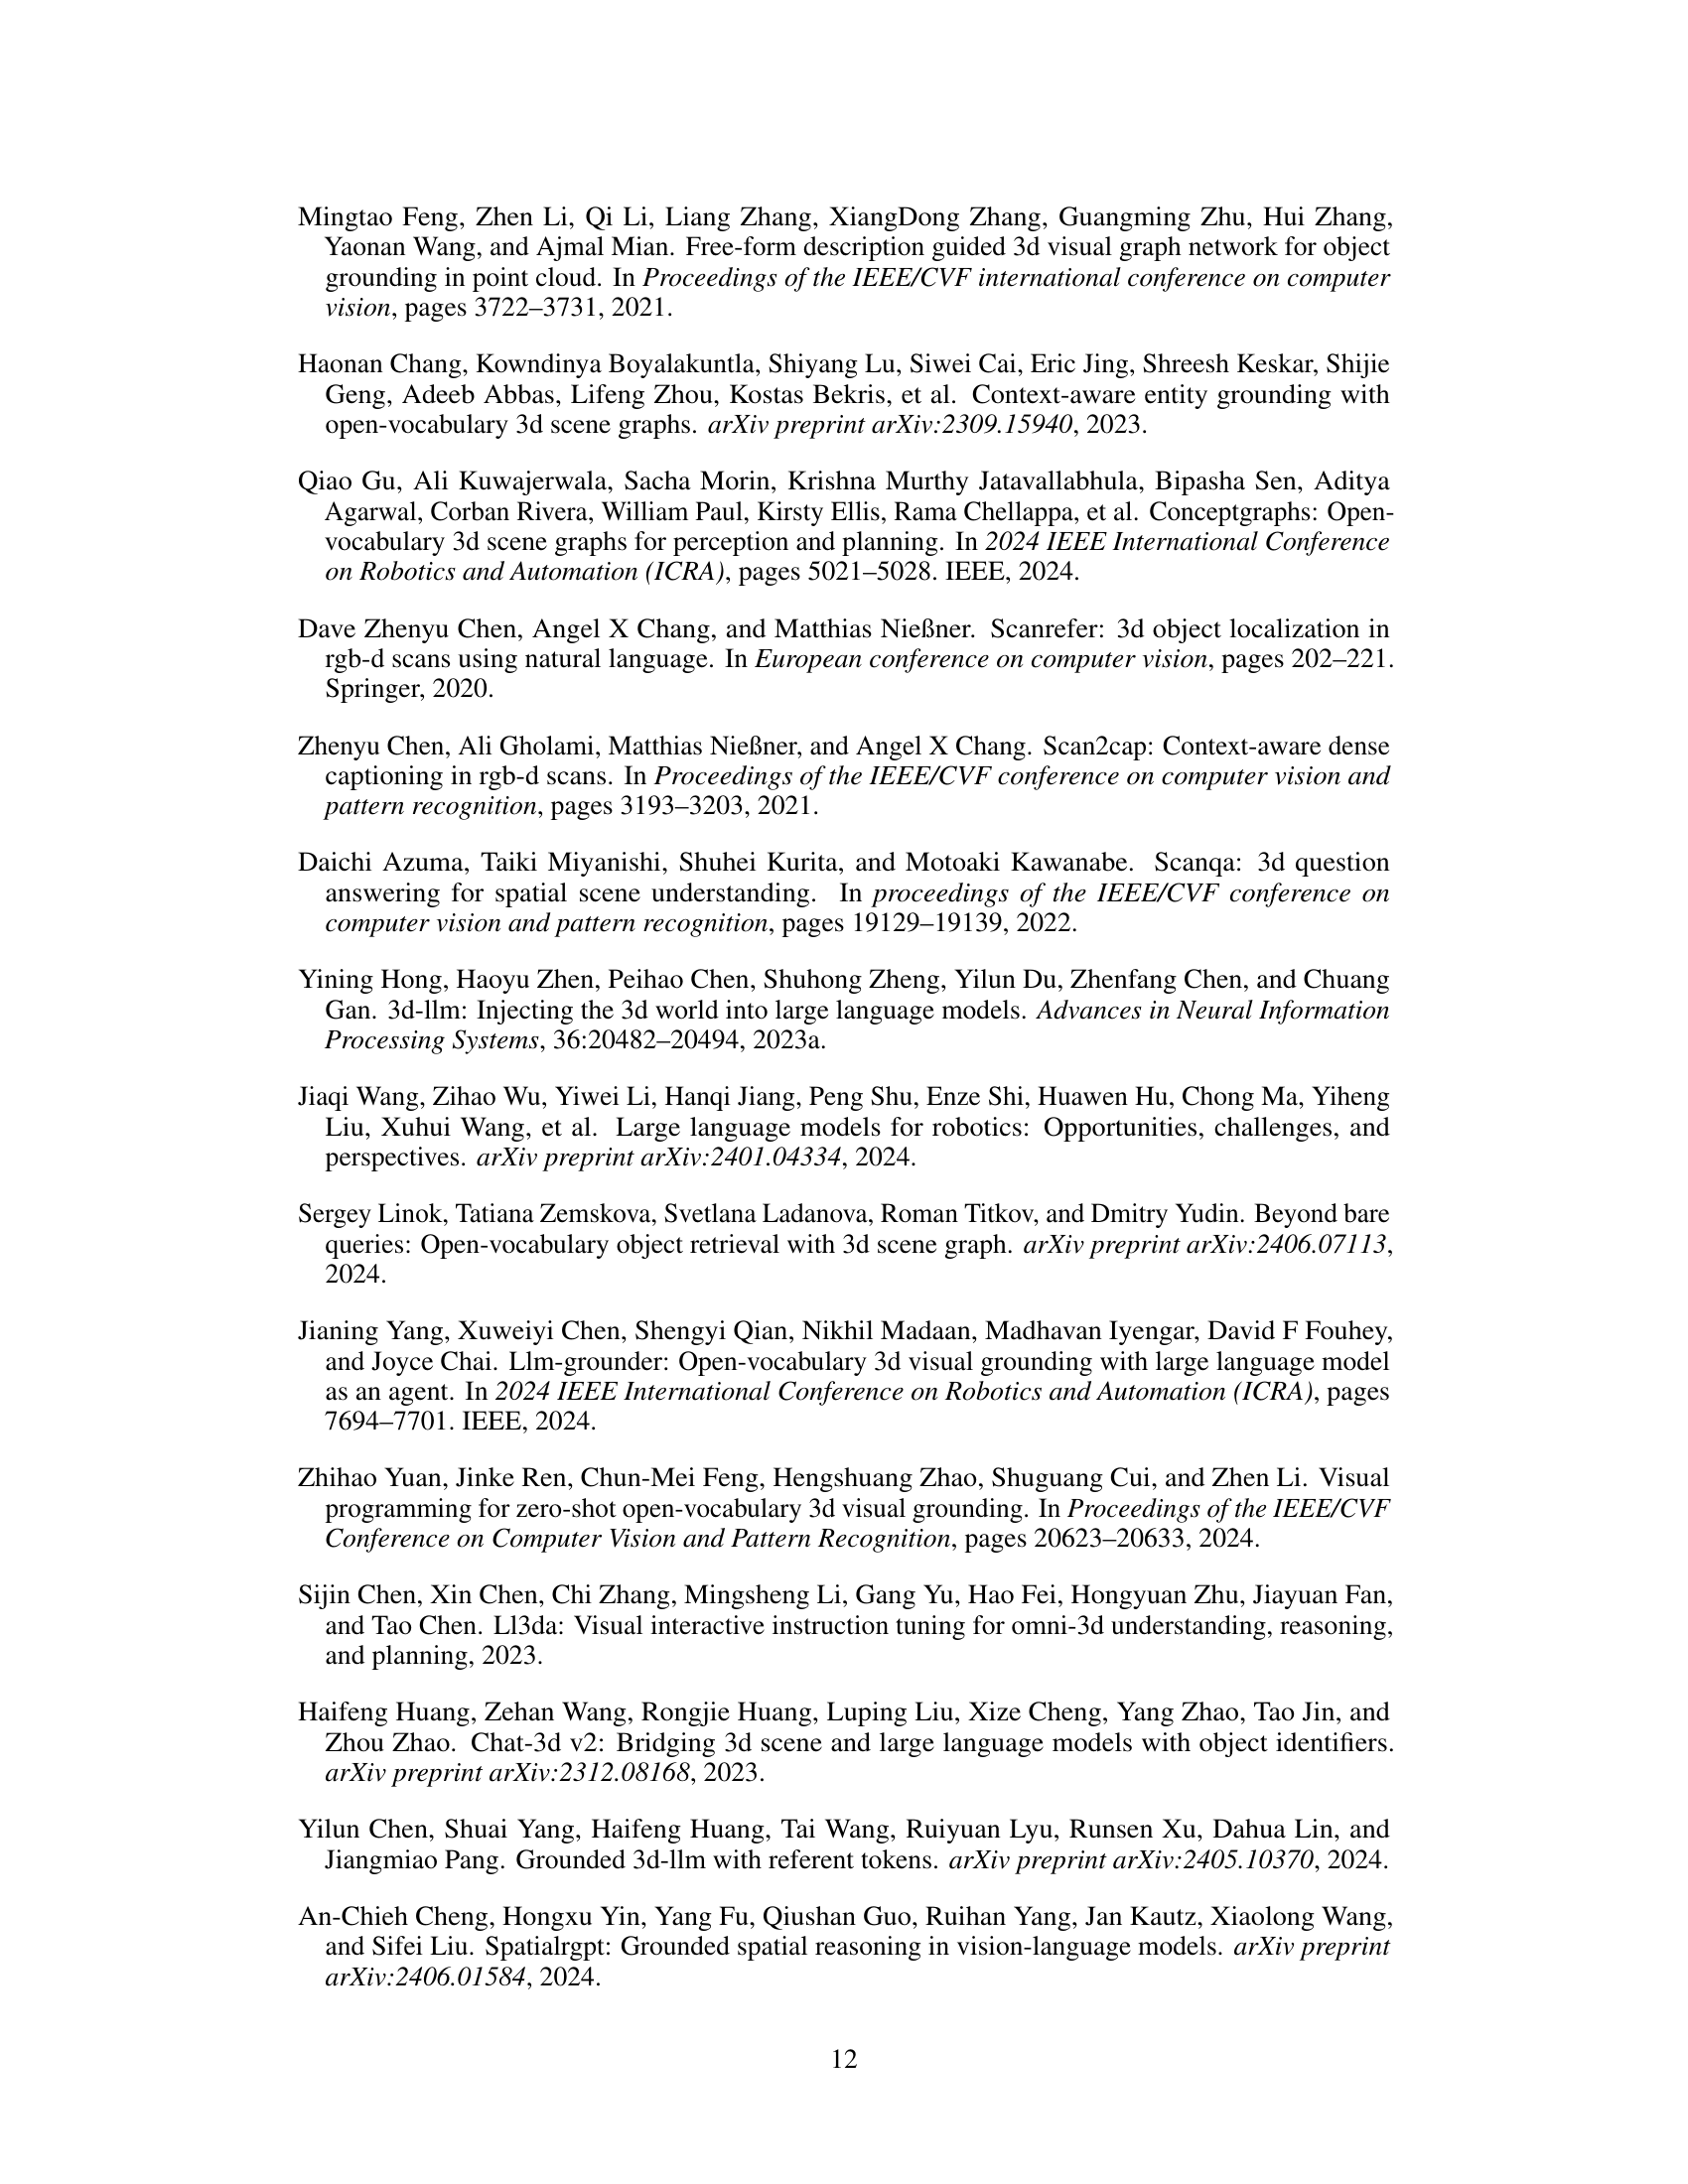 Mingtao Feng, Zhen Li, Qi Li, Liang Zhang, XiangDong Zhang, Guangming Zhu, Hui Zhang,
Yaonan Wang, and Ajmal Mian. Free-form description guided 3d visual graph network for object
grounding in point cloud. In Proceedings of the IEEE/CVF international conference on computer
vision, pages 3722–3731, 2021.
Haonan Chang, Kowndinya Boyalakuntla, Shiyang Lu, Siwei Cai, Eric Jing, Shreesh Keskar, Shijie
Geng, Adeeb Abbas, Lifeng Zhou, Kostas Bekris, et al. Context-aware entity grounding with
open-vocabulary 3d scene graphs. arXiv preprint arXiv:2309.15940, 2023.
Qiao Gu, Ali Kuwajerwala, Sacha Morin, Krishna Murthy Jatavallabhula, Bipasha Sen, Aditya
Agarwal, Corban Rivera, William Paul, Kirsty Ellis, Rama Chellappa, et al. Conceptgraphs: Open-
vocabulary 3d scene graphs for perception and planning. In 2024 IEEE International Conference
on Robotics and Automation (ICRA), pages 5021–5028. IEEE, 2024.
Dave Zhenyu Chen, Angel X Chang, and Matthias Nießner. Scanrefer: 3d object localization in
rgb-d scans using natural language. In European conference on computer vision, pages 202–221.
Springer, 2020.
Zhenyu Chen, Ali Gholami, Matthias Nießner, and Angel X Chang. Scan2cap: Context-aware dense
captioning in rgb-d scans. In Proceedings of the IEEE/CVF conference on computer vision and
pattern recognition, pages 3193–3203, 2021.
Daichi Azuma, Taiki Miyanishi, Shuhei Kurita, and Motoaki Kawanabe. Scanqa: 3d question
answering for spatial scene understanding. In proceedings of the IEEE/CVF conference on
computer vision and pattern recognition, pages 19129–19139, 2022.
Yining Hong, Haoyu Zhen, Peihao Chen, Shuhong Zheng, Yilun Du, Zhenfang Chen, and Chuang
Gan. 3d-llm: Injecting the 3d world into large language models. Advances in Neural Information
Processing Systems, 36:20482–20494, 2023a.
Jiaqi Wang, Zihao Wu, Yiwei Li, Hanqi Jiang, Peng Shu, Enze Shi, Huawen Hu, Chong Ma, Yiheng
Liu, Xuhui Wang, et al. Large language models for robotics: Opportunities, challenges, and
perspectives. arXiv preprint arXiv:2401.04334, 2024.
Sergey Linok, Tatiana Zemskova, Svetlana Ladanova, Roman Titkov, and Dmitry Yudin. Beyond bare
queries: Open-vocabulary object retrieval with 3d scene graph. arXiv preprint arXiv:2406.07113,
2024.
Jianing Yang, Xuweiyi Chen, Shengyi Qian, Nikhil Madaan, Madhavan Iyengar, David F Fouhey,
and Joyce Chai. Llm-grounder: Open-vocabulary 3d visual grounding with large language model
as an agent. In 2024 IEEE International Conference on Robotics and Automation (ICRA), pages
7694–7701. IEEE, 2024.
Zhihao Yuan, Jinke Ren, Chun-Mei Feng, Hengshuang Zhao, Shuguang Cui, and Zhen Li. Visual
programming for zero-shot open-vocabulary 3d visual grounding. In Proceedings of the IEEE/CVF
Conference on Computer Vision and Pattern Recognition, pages 20623–20633, 2024.
Sijin Chen, Xin Chen, Chi Zhang, Mingsheng Li, Gang Yu, Hao Fei, Hongyuan Zhu, Jiayuan Fan,
and Tao Chen. Ll3da: Visual interactive instruction tuning for omni-3d understanding, reasoning,
and planning, 2023.
Haifeng Huang, Zehan Wang, Rongjie Huang, Luping Liu, Xize Cheng, Yang Zhao, Tao Jin, and
Zhou Zhao. Chat-3d v2: Bridging 3d scene and large language models with object identifiers.
arXiv preprint arXiv:2312.08168, 2023.
Yilun Chen, Shuai Yang, Haifeng Huang, Tai Wang, Ruiyuan Lyu, Runsen Xu, Dahua Lin, and
Jiangmiao Pang. Grounded 3d-llm with referent tokens. arXiv preprint arXiv:2405.10370, 2024.
An-Chieh Cheng, Hongxu Yin, Yang Fu, Qiushan Guo, Ruihan Yang, Jan Kautz, Xiaolong Wang,
and Sifei Liu. Spatialrgpt: Grounded spatial reasoning in vision-language models. arXiv preprint
arXiv:2406.01584, 2024.
12